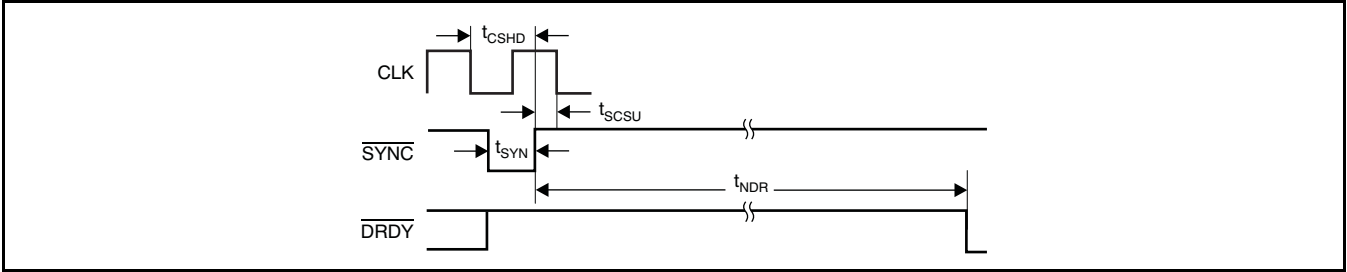 tCSHD
CLK
tSCSU
SYNC
tSYN
tNDR
DRDY